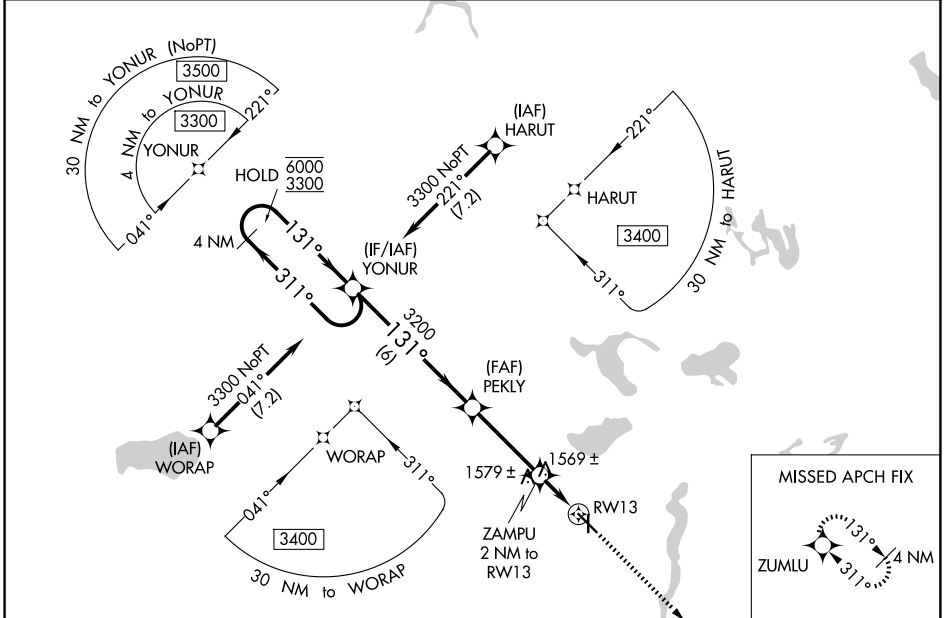 30 NM to YONUR (NoPT)
3500
4 NM to YONUR
3300
221°
YONUR
041°
HOLD 6000
3300
4 NM
131°
311°
(IF/IAF)
YONUR
(IAF)
HARUT
3300 NoPT
221°
(7.2)
221°
HARUT
3400
311°
30 NM to HARUT
3200
131°
(6)
(FAF)
PEKLY
3300 NoPT
041°
(7.2)
(IAF)
WORAP
WORAP
041°
311°
3400
30 NM to WORAP
1579 ±
1569 ±
ZAMPU
2 NM to
RW13
RW13
MISSED APCH FIX
131°
4 NM
ZUMLU
311°